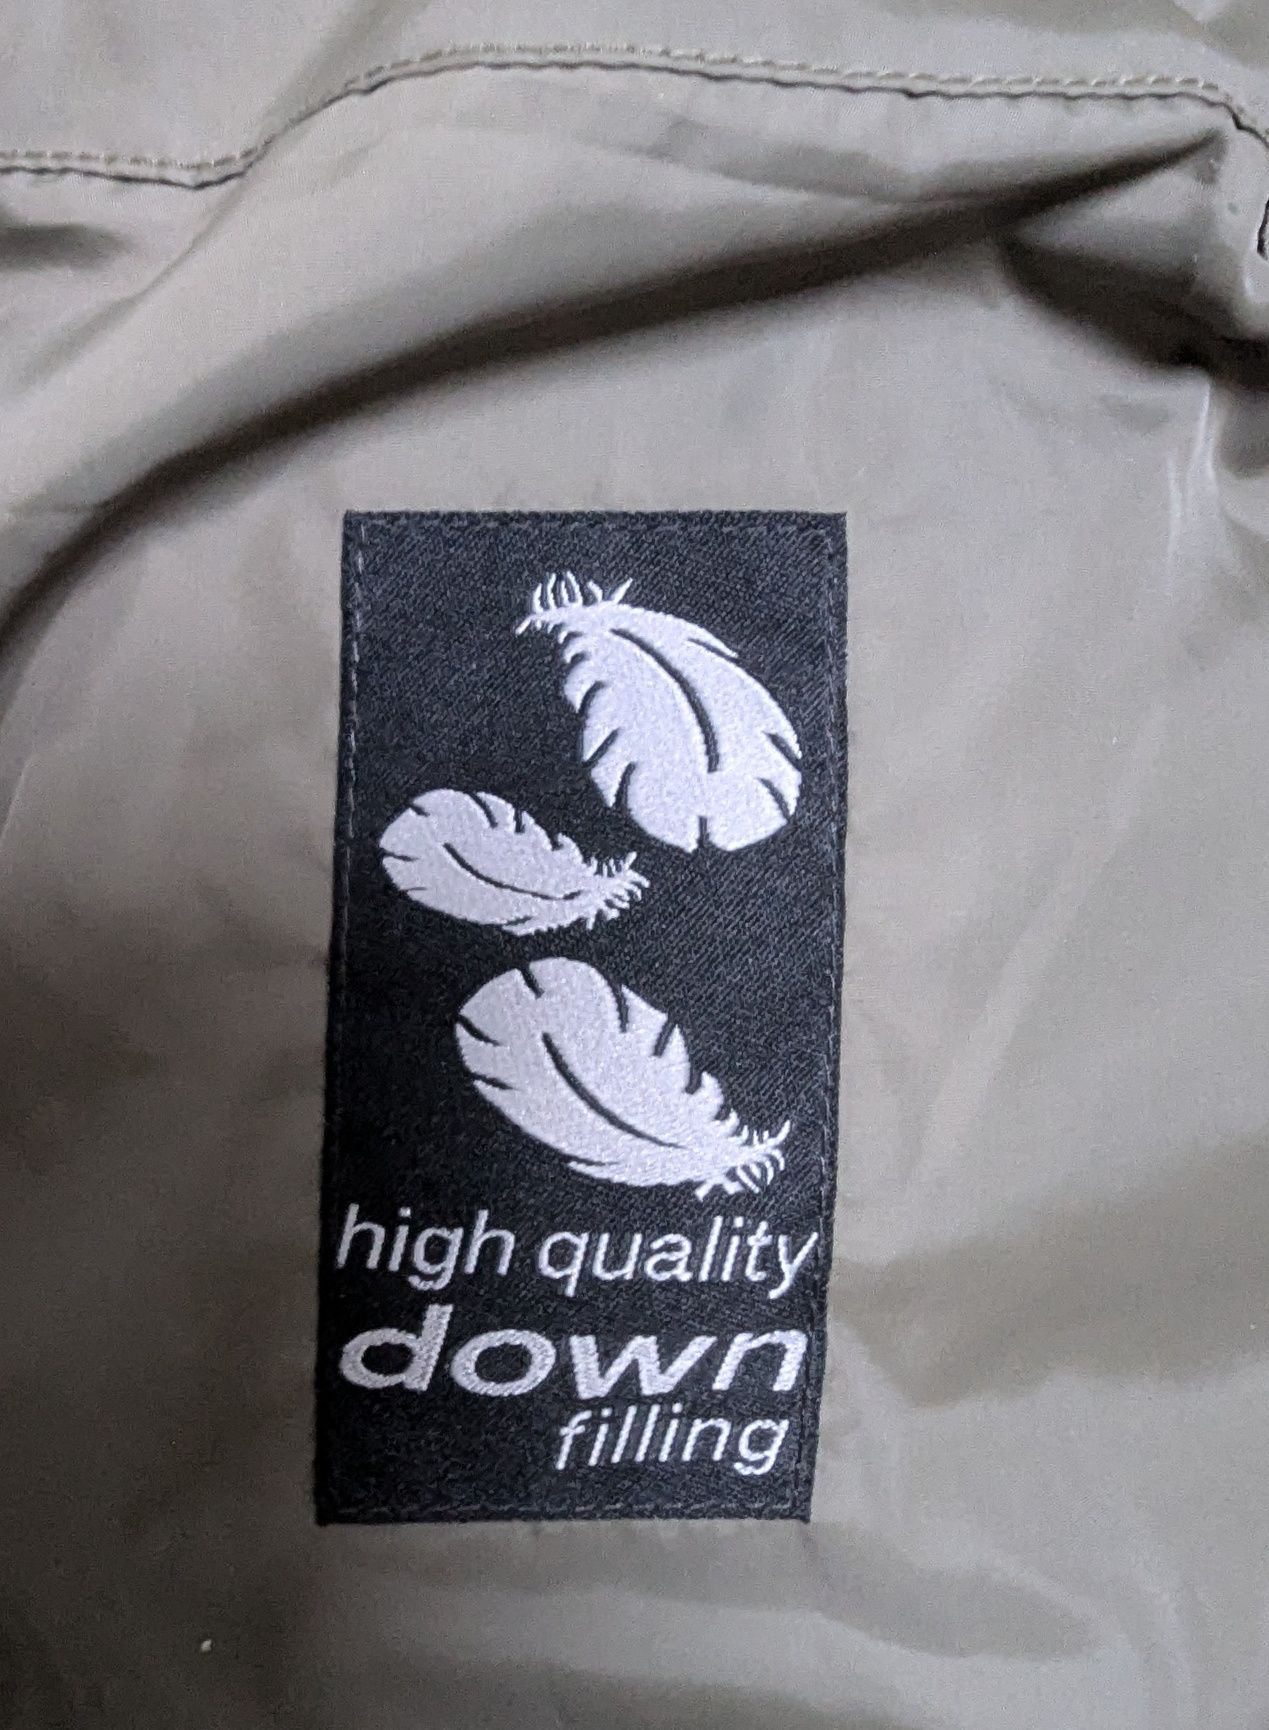 high quality
down
filling